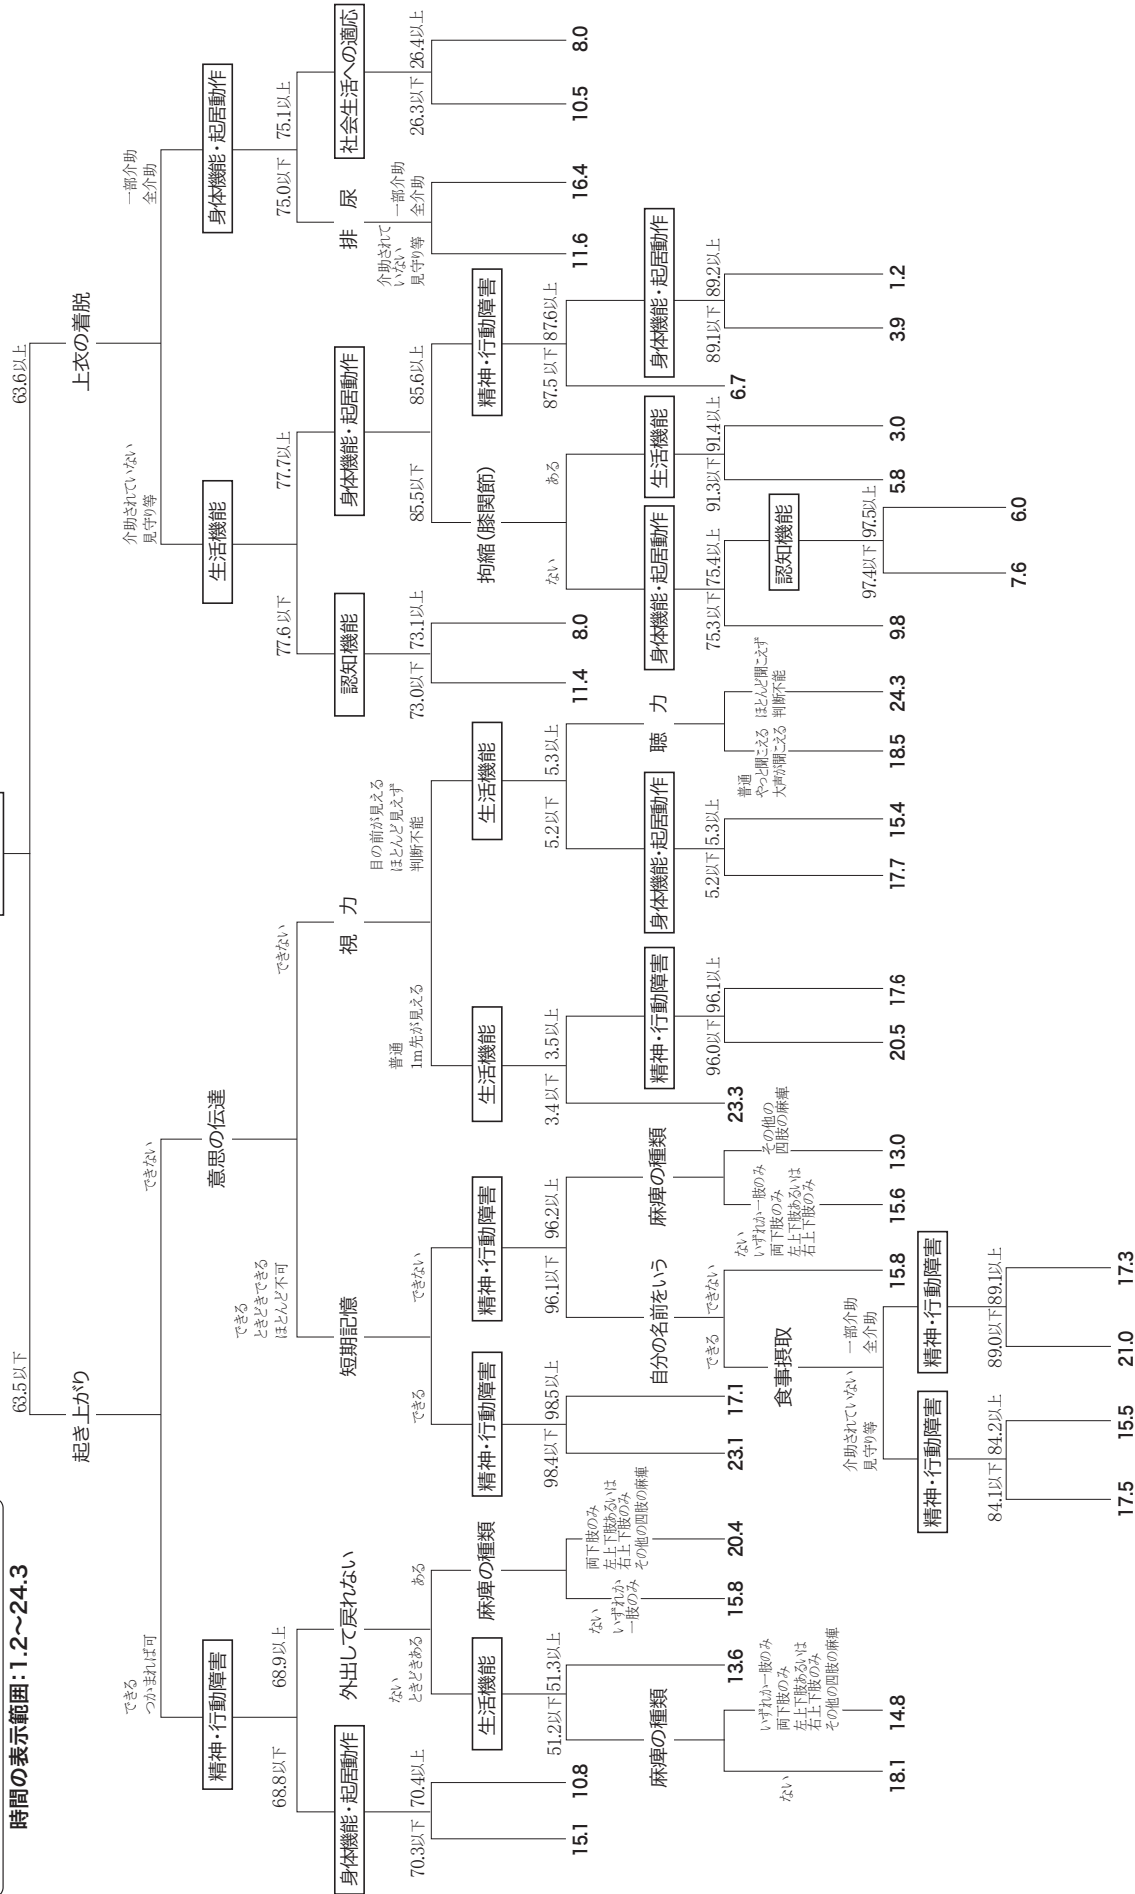 時間の表示範囲：1.2〜24.3
63.5以下
63.6以上
起き上がり
上衣の着脱
できる
つかまれば可
できない
介助されていない
見守り等
一部介助
全介助
精神・行動障害
意思の伝達
生活機能
身体機能・起居動作
68.8以下
68.9以上
できる
ときどきできる
ほとんど不可
できない
77.6以下
77.7以上
75.0以下
75.1以上
身体機能・起居動作
外出して戻れない
短期記憶
視 力
認知機能
身体機能・起居動作
排 尿
社会生活への適応
70.3以下
70.4以上
ない
ときどきある
ある
できる
できない
普通
1m先が見える
目の前が見える
ほとんど見えず
判断不能
73.0以下
73.1以上
85.5以下
85.6以上
介助されて
いない
見守り等
一部介助
全介助
26.3以下
26.4以上
生活機能
麻痺の種類
精神・行動障害
精神・行動障害
生活機能
生活機能
拘縮（膝関節）
精神・行動障害
15.1
10.8
51.2以下
51.3以上
ない
いずれか
一肢のみ
両下肢のみ
左上下肢あるいは
右上下肢のみ
その他の四肢の麻痺
98.4以下
98.5以上
96.1以下
96.2以上
3.4以下
3.5以上
5.2以下
5.3以上
11.4
8.0
ない
ある
87.5以下
87.6以上
11.6
16.4
10.5
8.0
麻痺の種類
自分の名前をいう
麻痺の種類
精神・行動障害
身体機能・起居動作
聴 力
身体機能・起居動作
生活機能
身体機能・起居動作
13.6
15.8
20.4
23.1
17.1
23.3
6.7
ない
いずれか一肢のみ
両下肢のみ
左上下肢あるいは
右上下肢のみ
その他の四肢の麻痺
できる
できない
ない
いずれか一肢のみ
両下肢のみ
左上下肢あるいは
右上下肢のみ
その他の
四肢の麻痺
96.0以下
96.1以上
5.2以下
5.3以上
普通
やっと聞こえる
大声が聞こえる
ほとんど聞こえず
判断不能
75.3以下
75.4以上
91.3以下
91.4以上
89.1以下
89.2以上
食事摂取
認知機能
18.1
14.8
15.8
15.6
13.0
20.5
17.6
17.7
15.4
18.5
24.3
9.8
5.8
3.0
3.9
1.2
介助されていない
見守り等
一部介助
全介助
97.4以下
97.5以上
精神・行動障害
精神・行動障害
84.1以下
84.2以上
89.0以下
89.1以上
7.6
6.0
17.5
15.5
21.0
17.3